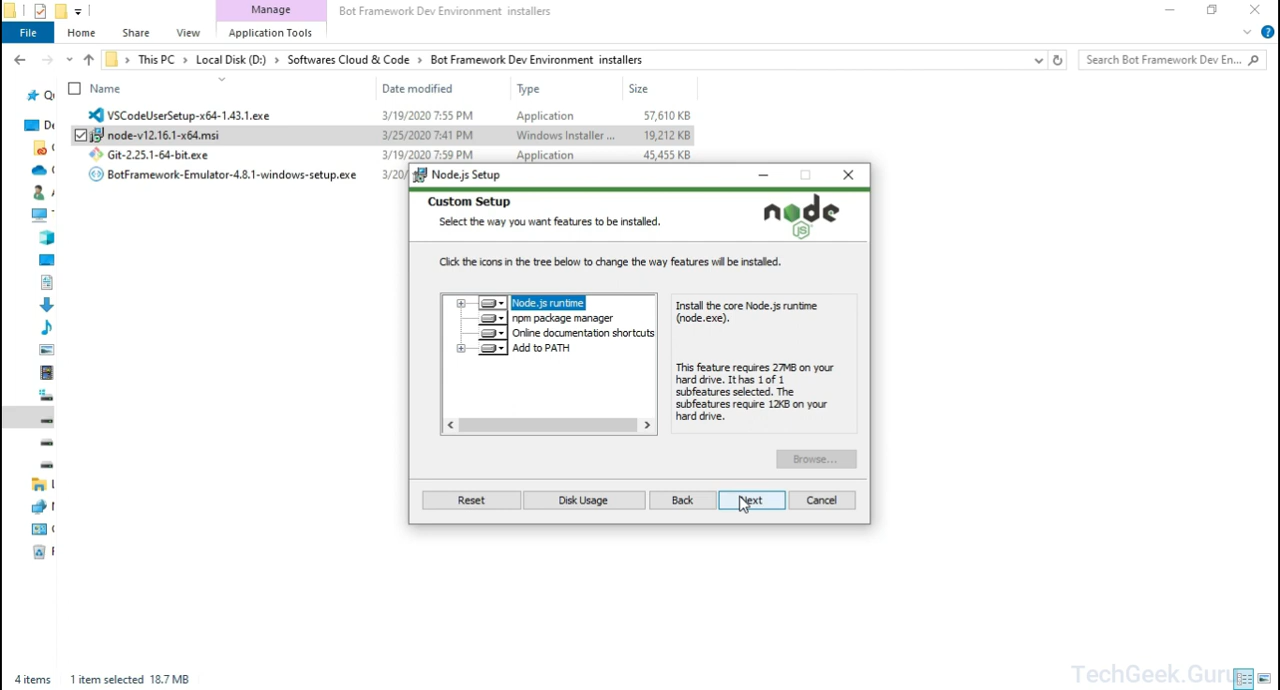 Manage
Bot Framework Dev Environment installers
File
Home
Share
View
Application Tools
This PC
Local Disk (D:)
Softwares Cloud & Code
Bot Framework Dev Environment installers
Search Bot Framework Dev En...
Name
Date modified
Type
Size
VSCodeUserSetup-x64-1.43.1.exe
3/19/2020 7:55 PM
Application
57,610 KB
node-v12.16.1-x64.msi
3/25/2020 7:41 PM
Windows Installer ...
19,212 KB
Git-2.25.1-64-bit.exe
3/19/2020 7:59 PM
Application
45,455 KB
BotFramework-Emulator-4.8.1-windows-setup.exe
3/20/
Node.js Setup
Custom Setup
Select the way you want features to be installed.
node
JS
Click the icons in the tree below to change the way features will be installed.
Node.js runtime
npm package manager
Online documentation shortcuts
Add to PATH
Install the core Node.js runtime
(node.exe).
This feature requires 27MB on your
hard drive. It has 1 of 1
subfeatures selected. The
subfeatures require 12KB on your
hard drive.
Browse...
Reset
Disk Usage
Back
Next
Cancel
4 items
1 item selected 18.7 MB
TechGeek.Guru